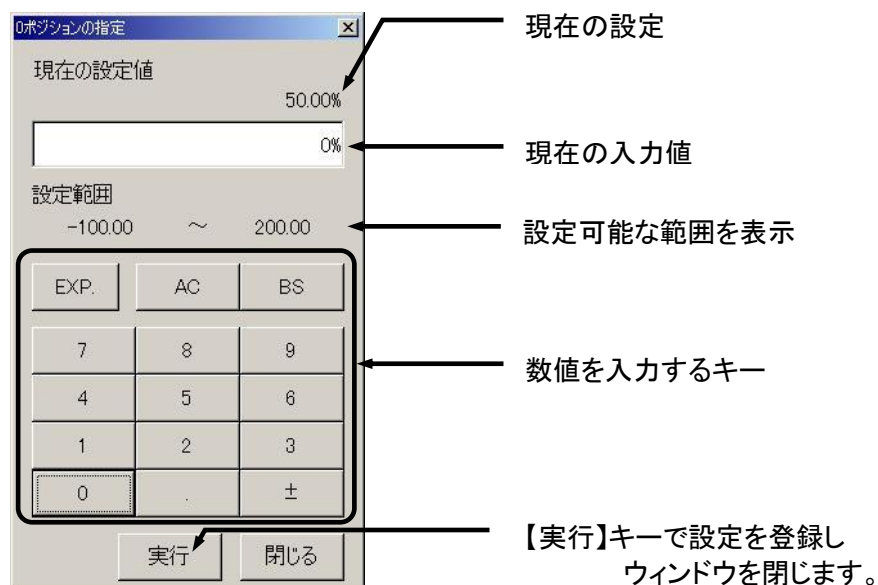 0ポジションの指定
現在の設定
現在の設定値
50.00%
0%
現在の入力値
設定範囲
-100.00 ～ 200.00
設定可能な範囲を表示
EXP. AC BS
7 8 9
数値を入力するキー
4 5 6
1 2 3
0 . ±
実行 閉じる
【実行】キーで設定を登録し
ウィンドウを閉じます。